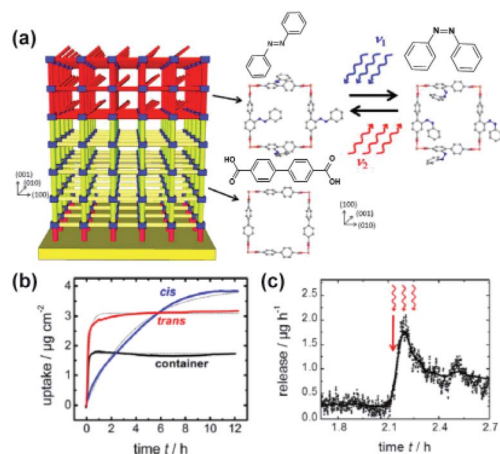 (a)
N=N
ν₁
N=N
ν₂
O
HO
O
OH
(001)
(010)
(100)
(100)
(001)
(010)
(b)
uptake / µg cm⁻²
4
3
2
1
0
cis
trans
container
0 2 4 6 8 10 12
time t / h
(c)
release / µg h⁻¹
2.5
2.0
1.5
1.0
0.5
0.0
1.8 2.1 2.4 2.7
time t / h